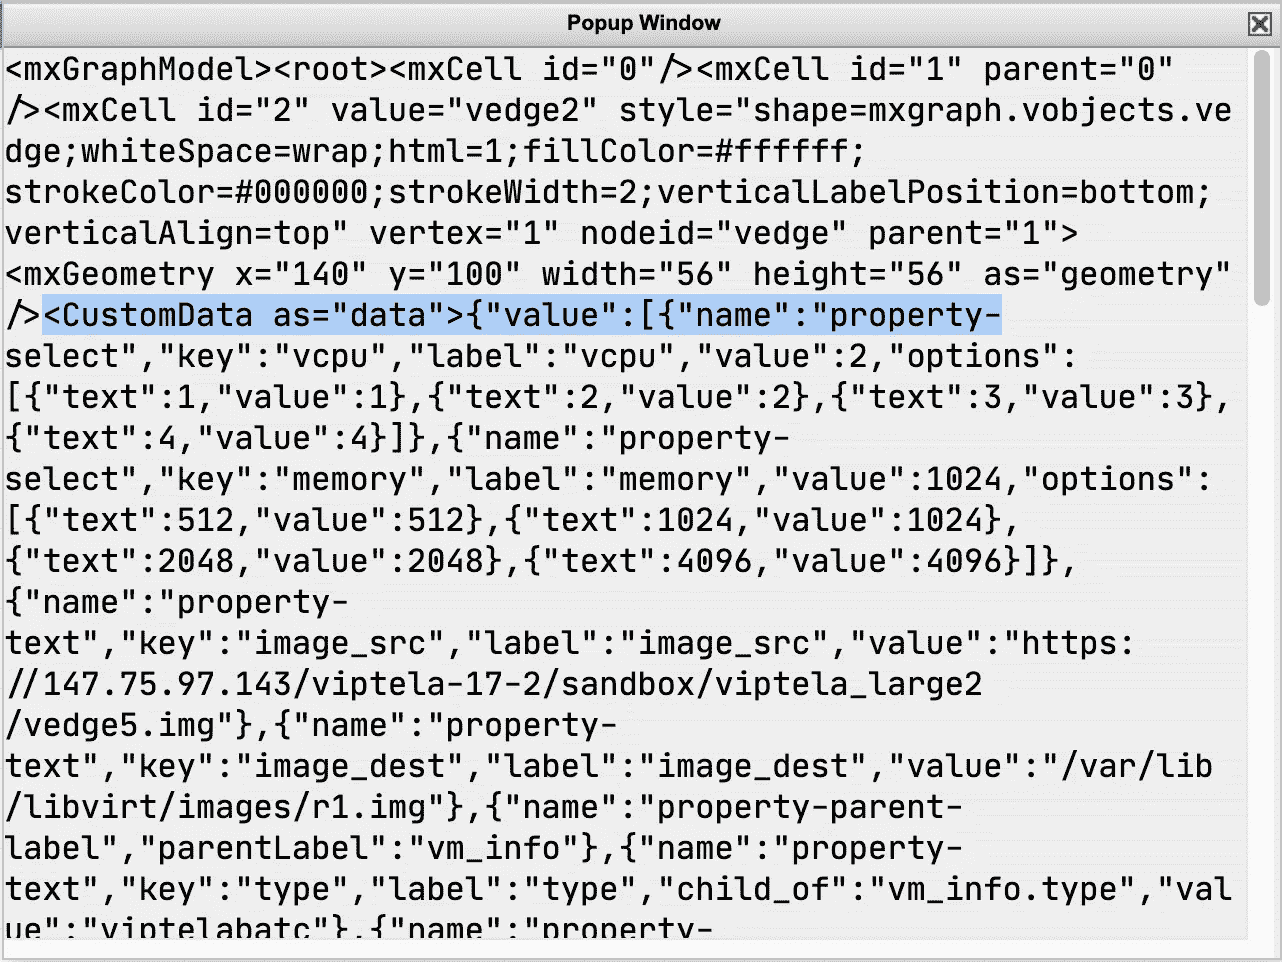 Popup Window
<mxGraphModel><root><mxCell id="0"/><mxCell id="1" parent="0"
/><mxCell id="2" value="vedge2" style="shape=mxgraph.vobjects.ve
dge;whiteSpace=wrap;html=1;fillColor=#ffffff;
strokeColor=#000000;strokeWidth=2;verticalLabelPosition=bottom;
verticalAlign=top" vertex="1" nodeid="vedge" parent="1">
<mxGeometry x="140" y="100" width="56" height="56" as="geometry"
/><CustomData as="data">{"value":[{"name":"property-
select","key":"vcpu","label":"vcpu","value":2,"options":
[{"text":1,"value":1},{"text":2,"value":2},{"text":3,"value":3},
{"text":4,"value":4}]},{"name":"property-
select","key":"memory","label":"memory","value":1024,"options":
[{"text":512,"value":512},{"text":1024,"value":1024},
{"text":2048,"value":2048},{"text":4096,"value":4096}]},
{"name":"property-
text","key":"image_src","label":"image_src","value":"https:
//147.75.97.143/viptela-17-2/sandbox/viptela_large2
/vedge5.img"},{"name":"property-
text","key":"image_dest","label":"image_dest","value":"/var/lib
/libvirt/images/r1.img"},{"name":"property-parent-
label","parentLabel":"vm_info"},{"name":"property-
text","key":"type","label":"type","child_of":"vm_info.type","val
ue":"viptelabatc"},{"name":"property-